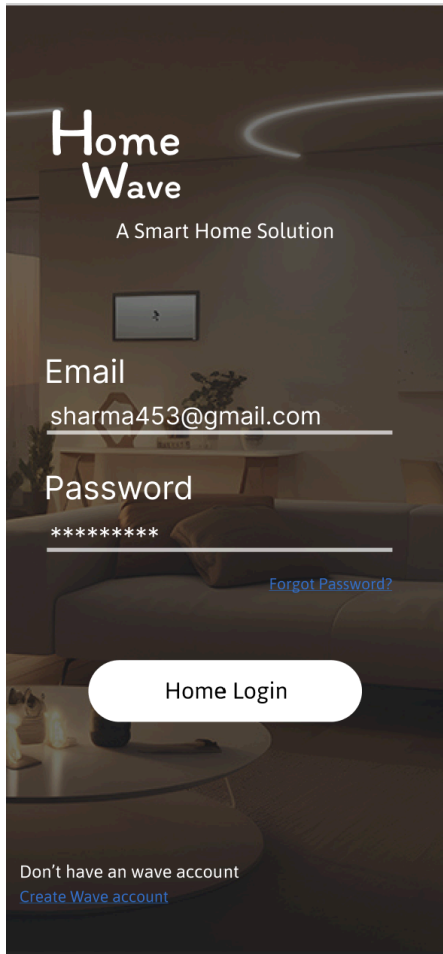 Home
Wave
A Smart Home Solution
Email
sharma453@gmail.com
Password
*********
Forgot Password?
Home Login
Don't have an wave account
Create Wave account